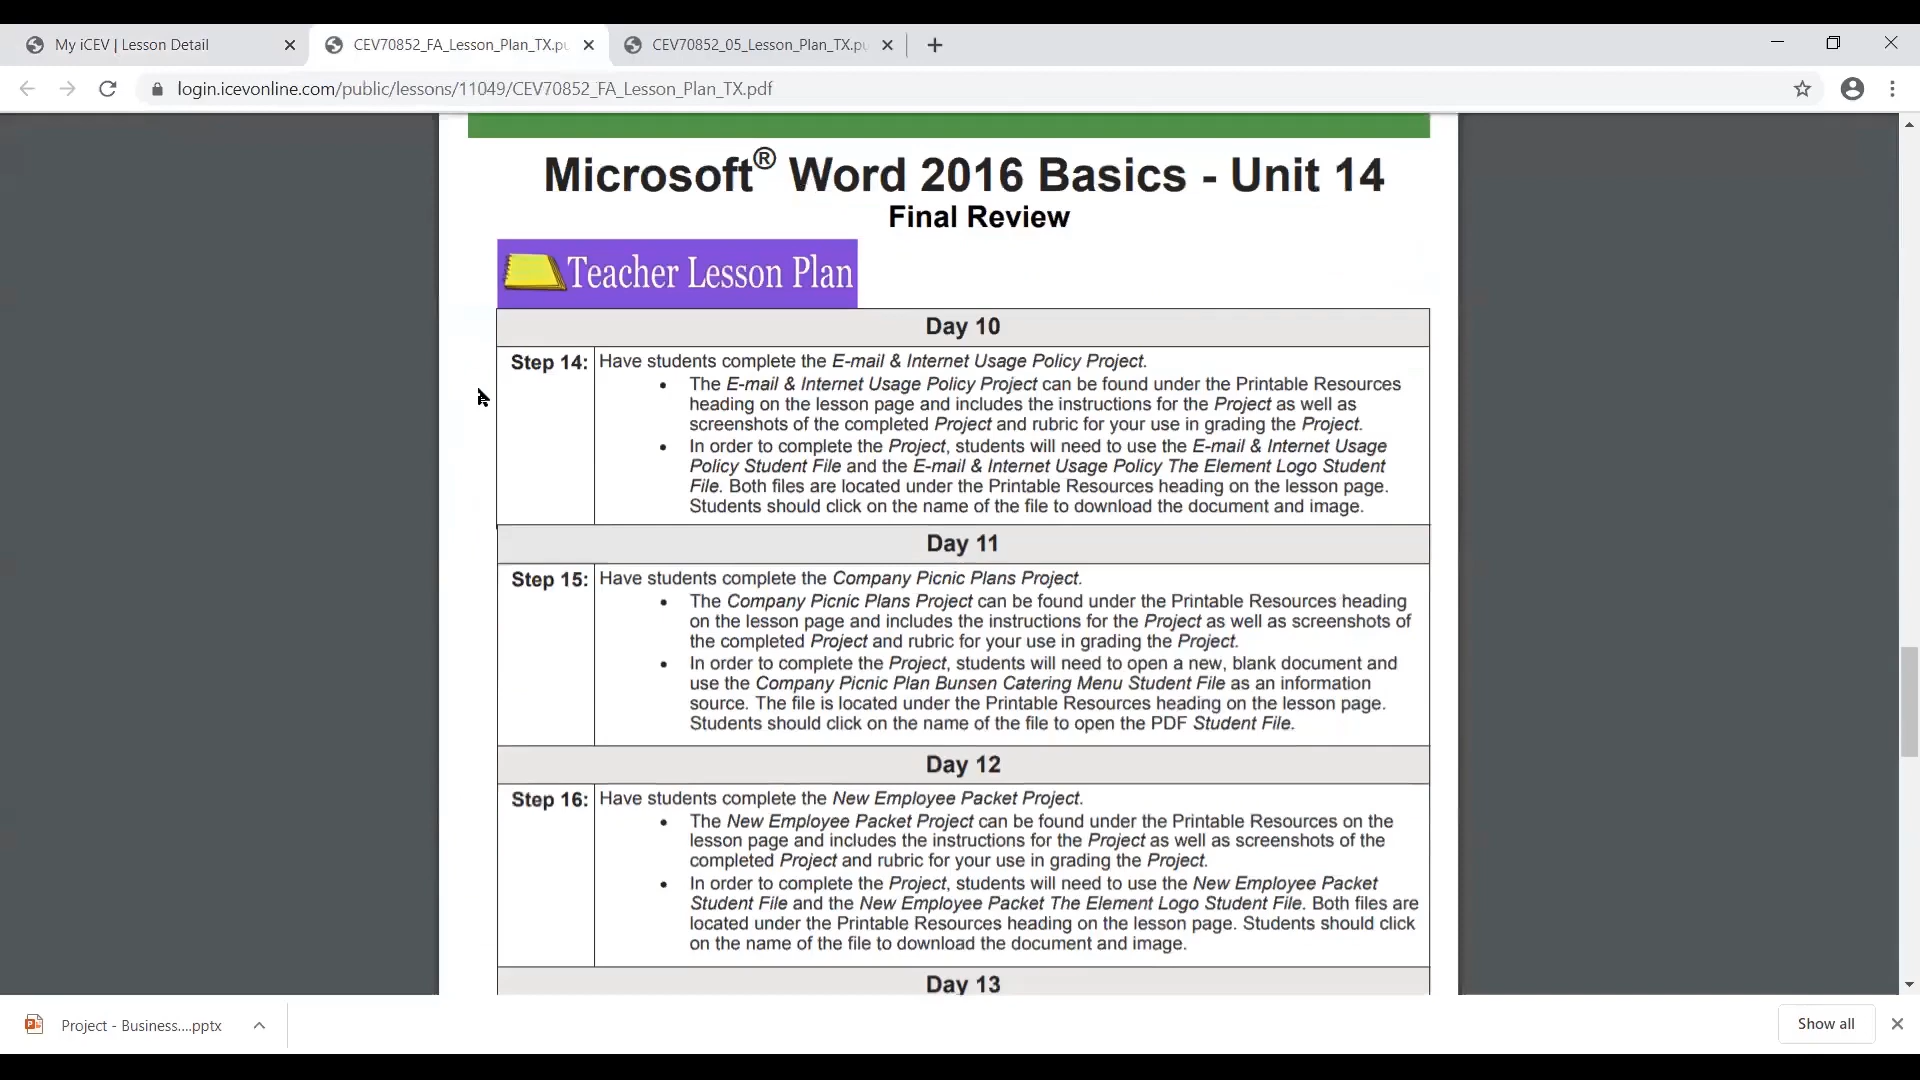 My iCEV | Lesson Detail
CEV70852_FA_Lesson_Plan_TX.pu
CEV70852_05_Lesson_Plan_TX.pu
login.icevonline.com/public/lessons/11049/CEV70852_FA_Lesson_Plan_TX.pdf
Microsoft® Word 2016 Basics - Unit 14
Final Review
Teacher Lesson Plan
Day 10
Step 14: Have students complete the E-mail & Internet Usage Policy Project.
• The E-mail & Internet Usage Policy Project can be found under the Printable Resources
heading on the lesson page and includes the instructions for the Project as well as
screenshots of the completed Project and rubric for your use in grading the Project.
• In order to complete the Project, students will need to use the E-mail & Internet Usage
Policy Student File and the E-mail & Internet Usage Policy The Element Logo Student
File. Both files are located under the Printable Resources heading on the lesson page.
Students should click on the name of the file to download the document and image.
Day 11
Step 15: Have students complete the Company Picnic Plans Project.
• The Company Picnic Plans Project can be found under the Printable Resources heading
on the lesson page and includes the instructions for the Project as well as screenshots of
the completed Project and rubric for your use in grading the Project.
• In order to complete the Project, students will need to open a new, blank document and
use the Company Picnic Plan Bunsen Catering Menu Student File as an information
source. The file is located under the Printable Resources heading on the lesson page.
Students should click on the name of the file to open the PDF Student File.
Day 12
Step 16: Have students complete the New Employee Packet Project.
• The New Employee Packet Project can be found under the Printable Resources on the
lesson page and includes the instructions for the Project as well as screenshots of the
completed Project and rubric for your use in grading the Project.
• In order to complete the Project, students will need to use the New Employee Packet
Student File and the New Employee Packet The Element Logo Student File. Both files are
located under the Printable Resources heading on the lesson page. Students should click
on the name of the file to download the document and image.
Day 13
Project - Business....pptx
Show all